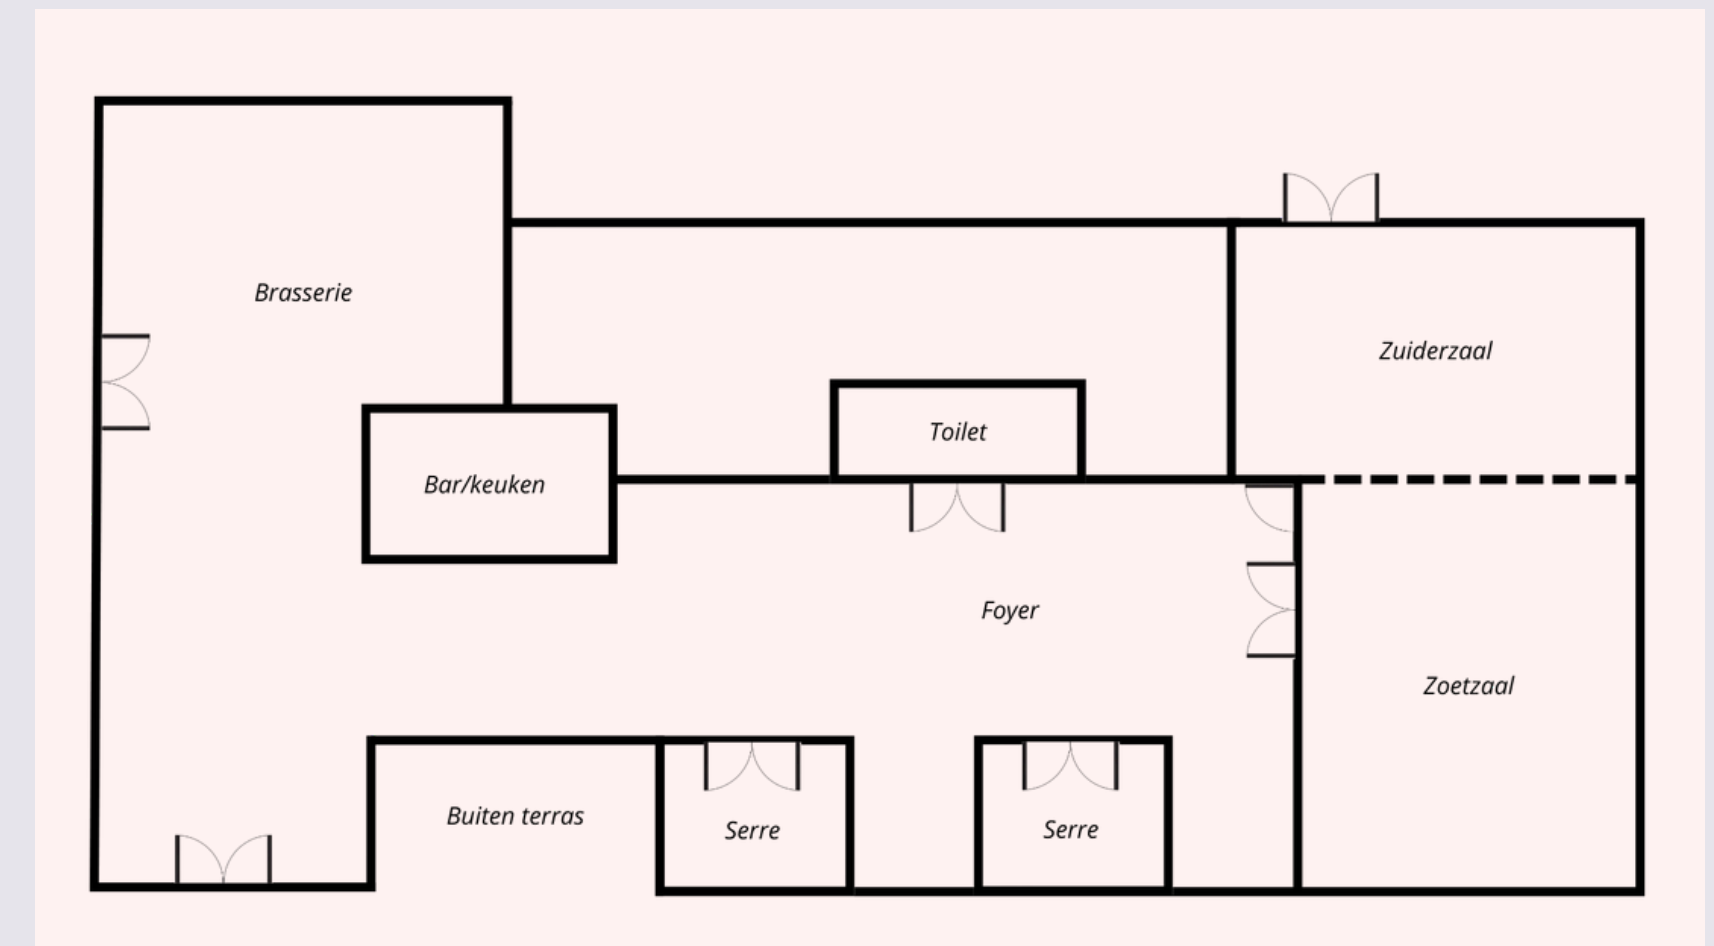 Brasserie
Zuiderzaal
Toilet
Bar/keuken
Foyer
Zoetzaal
Buiten terras
Serre
Serre